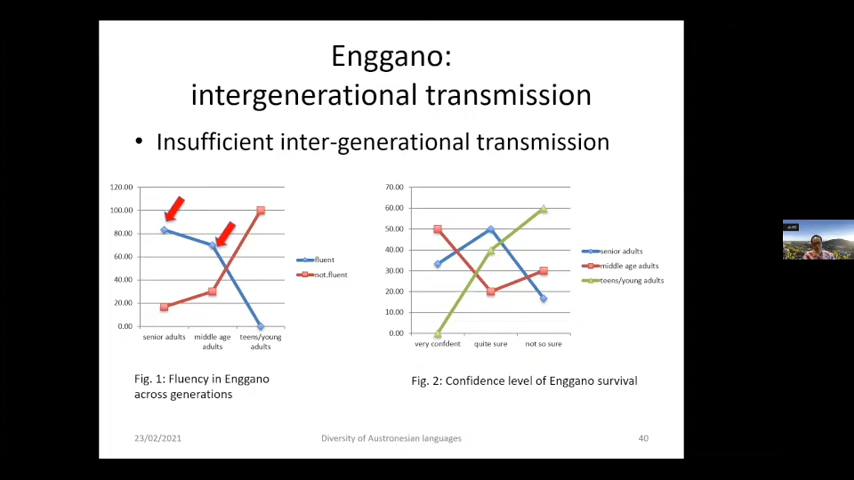 Enggano:
intergenerational transmission
• Insufficient inter-generational transmission
120.00
100.00
80.00
60.00
40.00
20.00
0.00
senior adults
middle age
adults
teens/young
adults
fluent
not.fluent
Fig. 1: Fluency in Enggano
across generations
70.00
60.00
50.00
40.00
30.00
20.00
10.00
0.00
very confdent
quite sure
not so sure
senior adults
middle age adults
teens/young adults
Fig. 2: Confidence level of Enggano survival
23/02/2021
Diversity of Austronesian languages
40